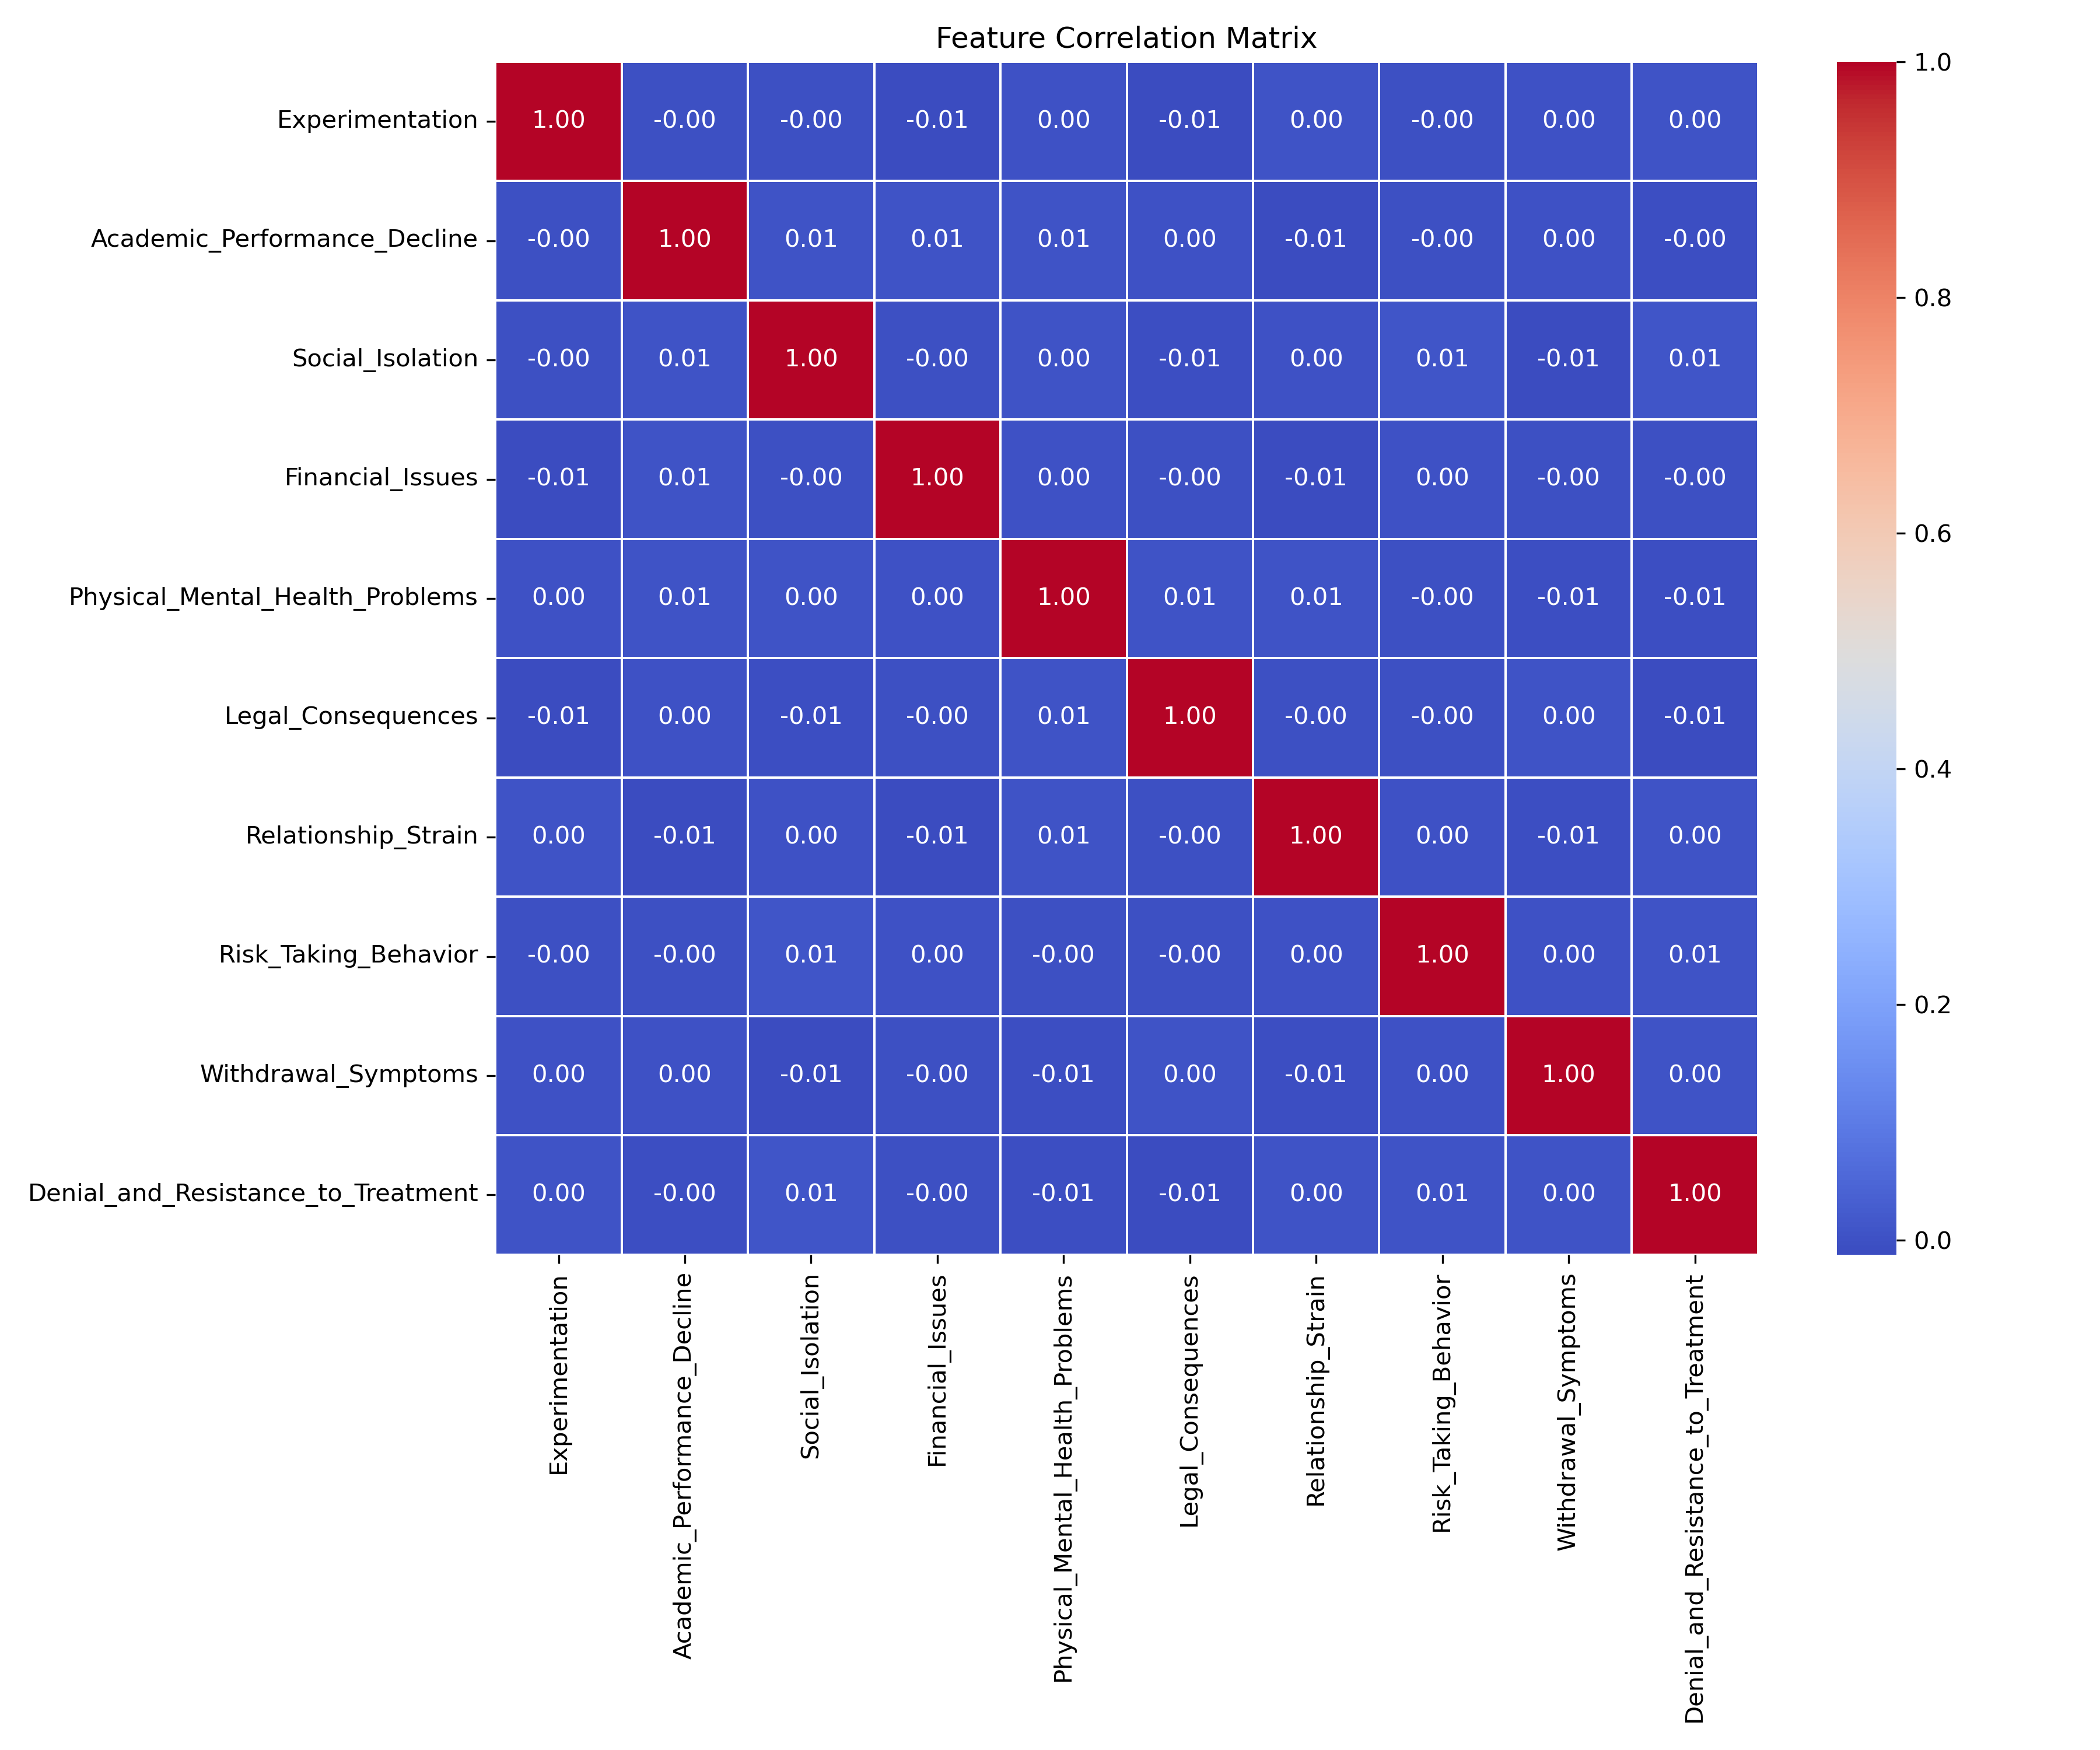 Feature Correlation Matrix
Experimentation 1.00 -0.00 -0.00 -0.01 0.00 -0.01 0.00 -0.00 0.00 0.00
Academic_Performance_Decline -0.00 1.00 0.01 0.01 0.01 0.00 -0.01 -0.00 0.00 -0.00
Social_Isolation -0.00 0.01 1.00 -0.00 0.00 -0.01 0.00 0.01 -0.01 0.01
Financial_Issues -0.01 0.01 -0.00 1.00 0.00 -0.00 -0.01 0.00 -0.00 -0.00
Physical_Mental_Health_Problems 0.00 0.01 0.00 0.00 1.00 0.01 0.01 -0.00 -0.01 -0.01
Legal_Consequences -0.01 0.00 -0.01 -0.00 0.01 1.00 -0.00 -0.00 0.00 -0.01
Relationship_Strain 0.00 -0.01 0.00 -0.01 0.01 -0.00 1.00 0.00 -0.01 0.00
Risk_Taking_Behavior -0.00 -0.00 0.01 0.00 -0.00 -0.00 0.00 1.00 0.00 0.01
Withdrawal_Symptoms 0.00 0.00 -0.01 -0.00 -0.01 0.00 -0.01 0.00 1.00 0.00
Denial_and_Resistance_to_Treatment 0.00 -0.00 0.01 -0.00 -0.01 -0.01 0.00 0.01 0.00 1.00
Experimentation
Academic_Performance_Decline
Social_Isolation
Financial_Issues
Physical_Mental_Health_Problems
Legal_Consequences
Relationship_Strain
Risk_Taking_Behavior
Withdrawal_Symptoms
Denial_and_Resistance_to_Treatment
1.0
0.8
0.6
0.4
0.2
0.0